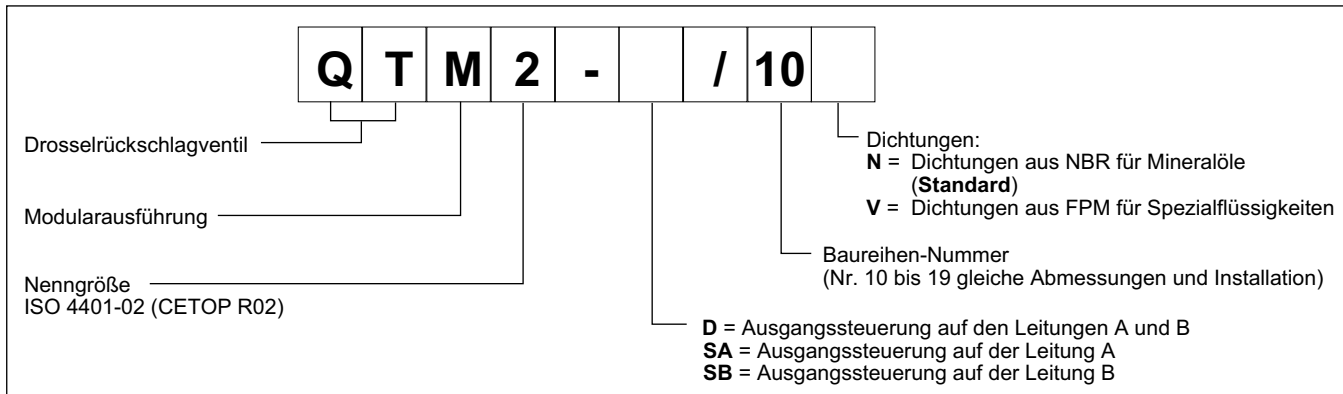 QTM2- /10
Drosselrückschlagventil
Modularausführung
Nenngröße
ISO 4401-02 (CETOP R02)
Dichtungen:
N = Dichtungen aus NBR für Mineralöle
(Standard)
V = Dichtungen aus FPM für Spezialflüssigkeiten
Baureihen-Nummer
(Nr. 10 bis 19 gleiche Abmessungen und Installation)
D = Ausgangssteuerung auf den Leitungen A und B
SA = Ausgangssteuerung auf der Leitung A
SB = Ausgangssteuerung auf der Leitung B